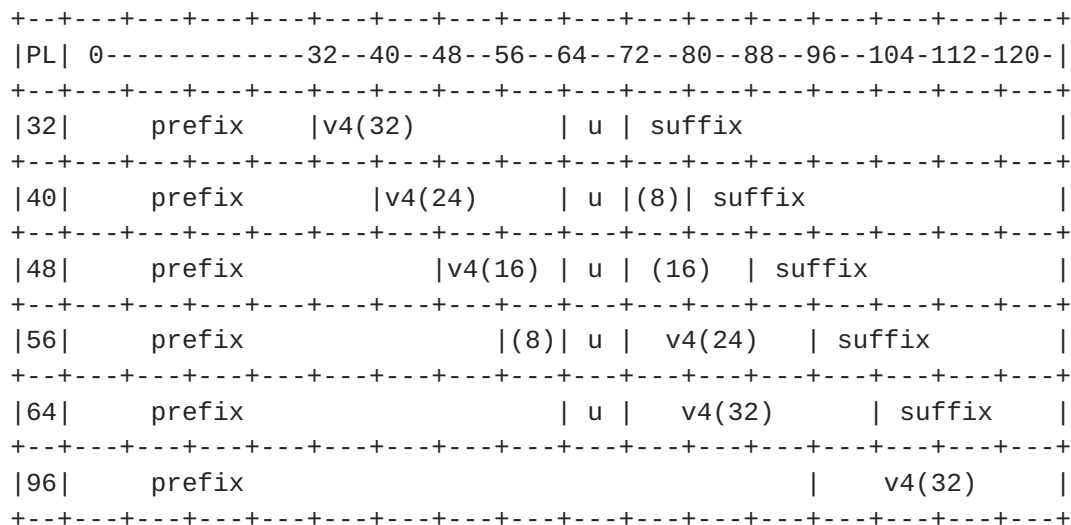 +--+---+---+---+---+---+---+---+---+---+---+---+---+---+---+---+---+
|PL| 0-------------32--40--48--56--64--72--80--88--96--104-112-120-|
+--+---+---+---+---+---+---+---+---+---+---+---+---+---+---+---+---+
|32|     prefix    |v4(32)         | u | suffix                    |
+--+---+---+---+---+---+---+---+---+---+---+---+---+---+---+---+---+
|40|     prefix        |v4(24)     | u |(8)| suffix                |
+--+---+---+---+---+---+---+---+---+---+---+---+---+---+---+---+---+
|48|     prefix            |v4(16) | u | (16)  | suffix            |
+--+---+---+---+---+---+---+---+---+---+---+---+---+---+---+---+---+
|56|     prefix                |(8)| u |  v4(24)   | suffix        |
+--+---+---+---+---+---+---+---+---+---+---+---+---+---+---+---+---+
|64|     prefix                    | u |   v4(32)      | suffix    |
+--+---+---+---+---+---+---+---+---+---+---+---+---+---+---+---+---+
|96|     prefix                                    |    v4(32)     |
+--+---+---+---+---+---+---+---+---+---+---+---+---+---+---+---+---+